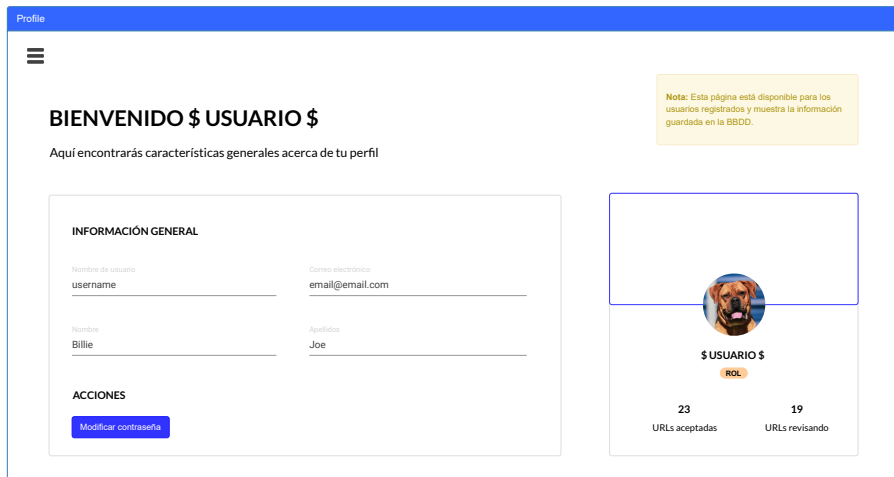 Profile
Nota: Esta página está disponible para los
usuarios registrados y muestra la información
guardada en la BBDD.
BIENVENIDO $ USUARIO $
Aquí encontrarás características generales acerca de tu perfil
INFORMACIÓN GENERAL
Nombre de usuario
username
Correo electrónico
email@email.com
Nombre
Billie
Apellidos
Joe
ACCIONES
Modificar contraseña
$ USUARIO $
ROL
23
URLs aceptadas
19
URLs revisando